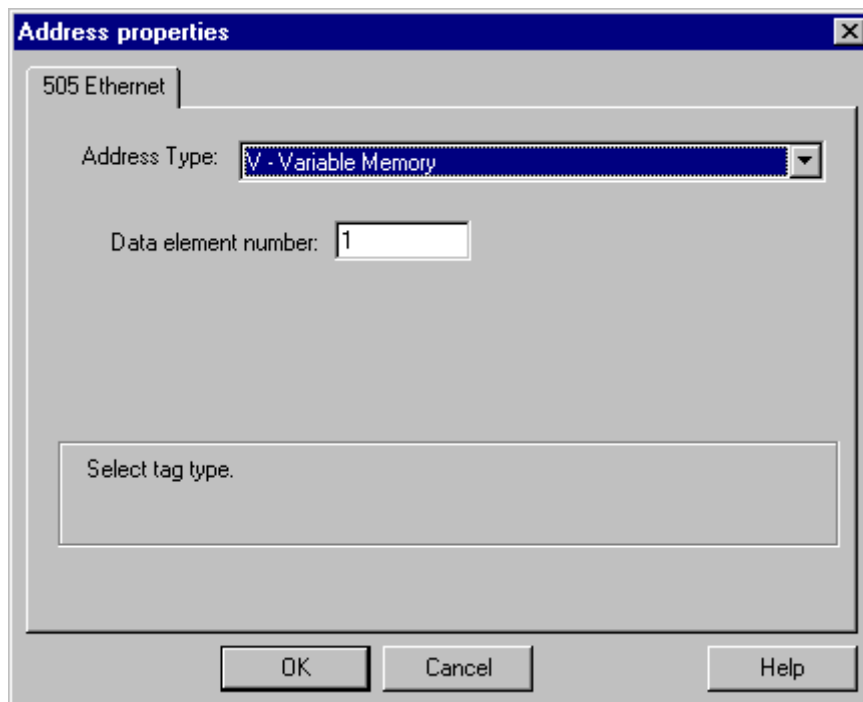 Address properties
505 Ethernet
Address Type: V - Variable Memory
Data element number: 1
Select tag type.
OK Cancel Help